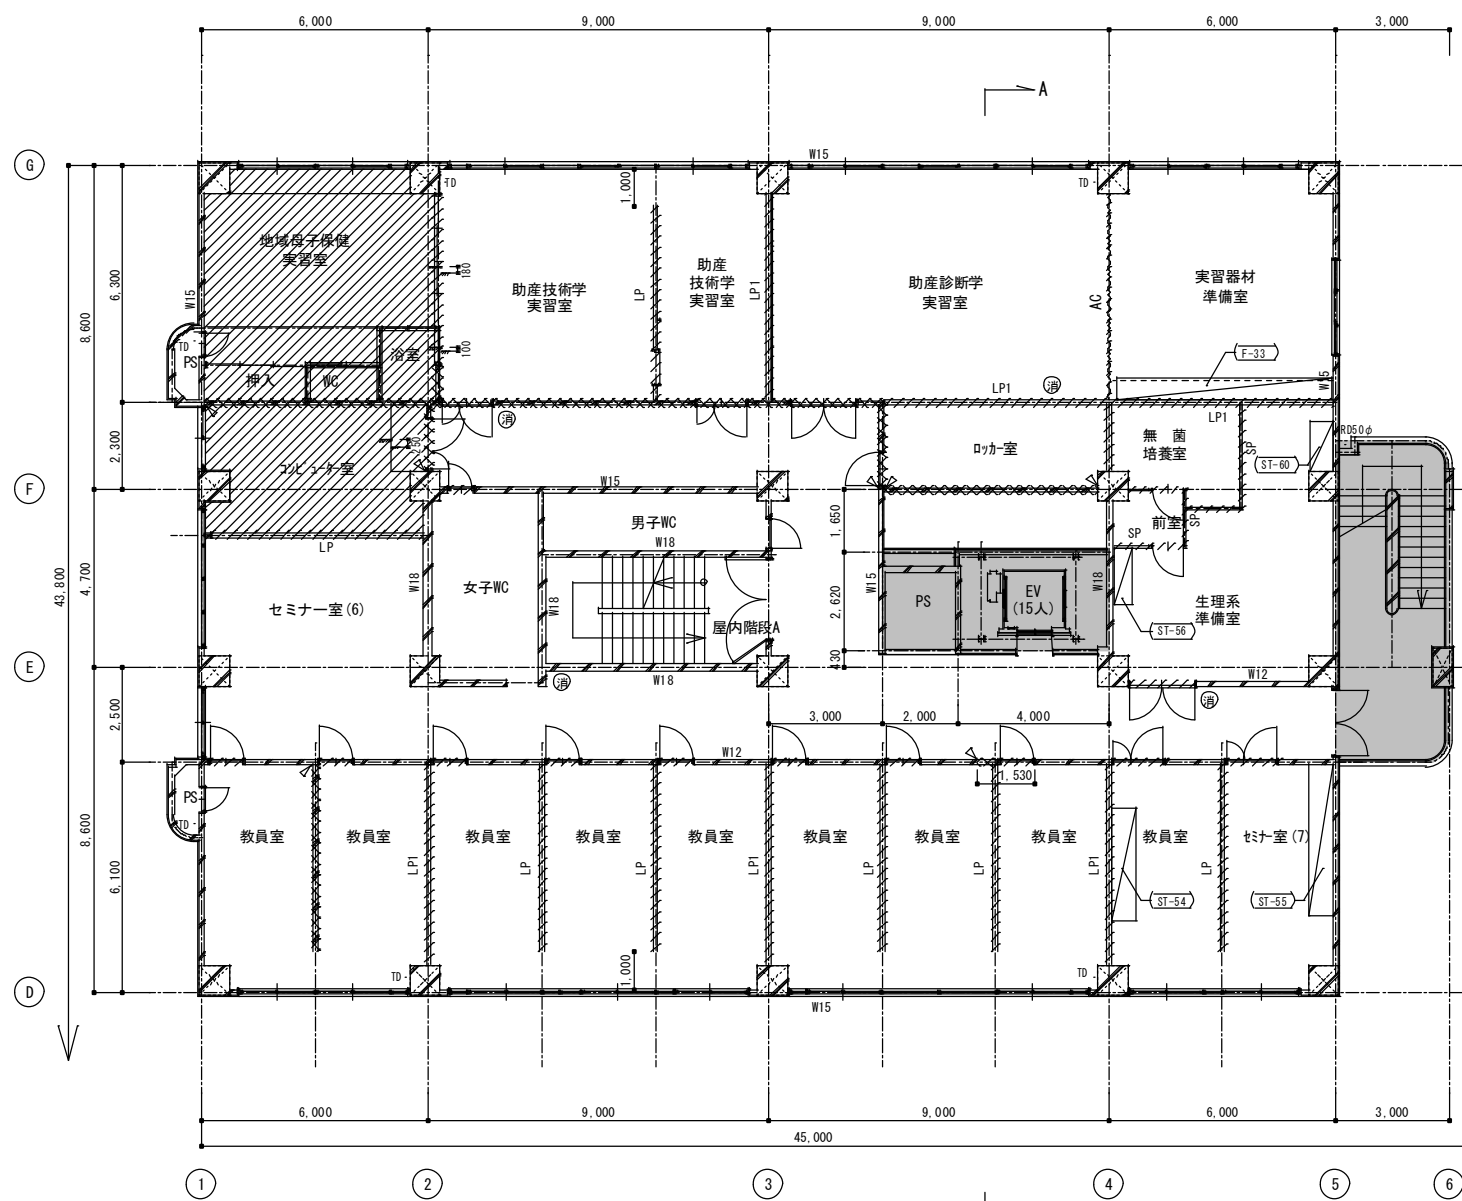 6,000
9,000
9,000
6,000
3,000
A
G
W15
TD
1,000
TD
地域母子保健
実習室
180
助産技術学
実習室
LP
助産
技術学
実習室
LP1
助産診断学
実習室
AC
実習器材
準備室
6,300
8,600
W15
TD
PS
浴室
100
押入
WC
F-33
W15
LP1
消
消
LP1
RD50φ
2,300
250
コンピューター室
ロッカー室
無菌
培養室
SP
ST-60
F
W15
男子WC
1,650
前室
SP
SP
LP
W18
43,800
4,700
セミナー室(6)
W18
女子WC
W18
屋内階段A
W15
2,620
PS
EV
(15人)
W18
生理系
準備室
ST-56
430
E
消
W18
W12
消
3,000
2,000
4,000
2,500
W12
1,530
PS
TD
教員室
教員室
教員室
教員室
教員室
教員室
教員室
教員室
教員室
セミナー室(7)
8,600
6,100
LP1
LP
LP
LP1
LP
LP
LP1
LP
ST-54
ST-55
TD
1,000
TD
D
W15
6,000
9,000
9,000
6,000
3,000
45,000
1
2
3
4
5
6